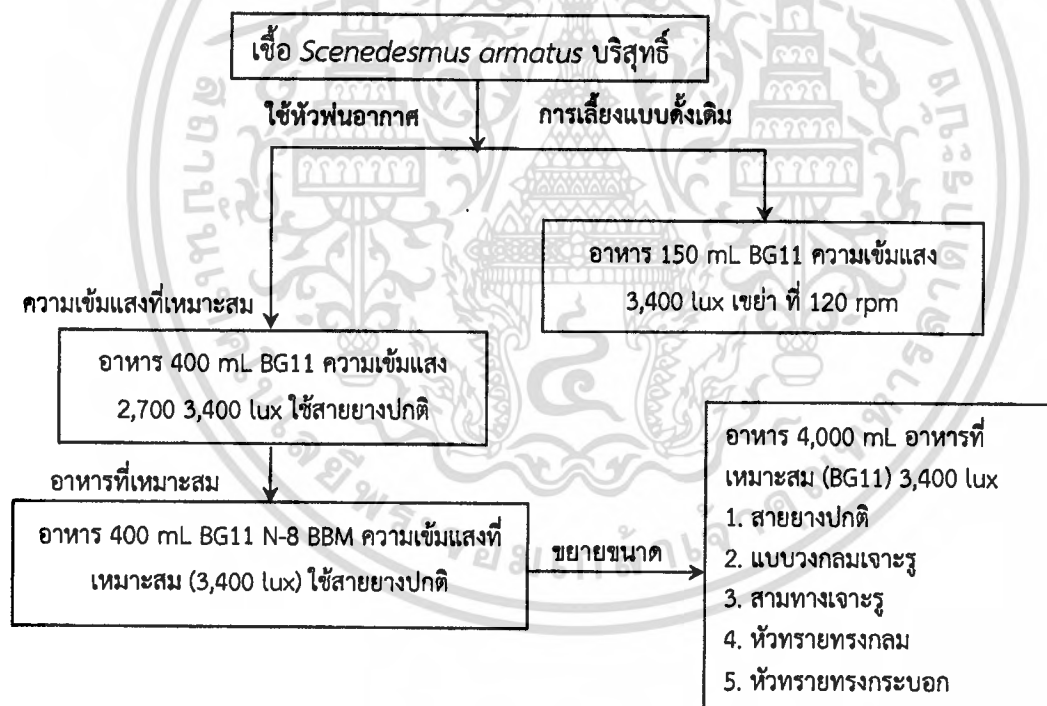 เชื้อ Scenedesmus armatus บริสุทธิ์
ใช้หัวพ่นอากาศ
การเลี้ยงแบบดั้งเดิม
อาหาร 150 mL BG11 ความเข้มแสง
3,400 lux เขย่า ที่ 120 rpm
ความเข้มแสงที่เหมาะสม
อาหาร 400 mL BG11 ความเข้มแสง
2,700 3,400 lux ใช้สายยางปกติ
อาหารที่เหมาะสม
อาหาร 400 mL BG11 N-8 BBM ความเข้มแสงที่
เหมาะสม (3,400 lux) ใช้สายยางปกติ
ขยายขนาด
อาหาร 4,000 mL อาหารที่
เหมาะสม (BG11) 3,400 lux
1. สายยางปกติ
2. แบบวงกลมเจาะรู
3. สามทางเจาะรู
4. หัวทรายทรงกลม
5. หัวทรายทรงกระบอก